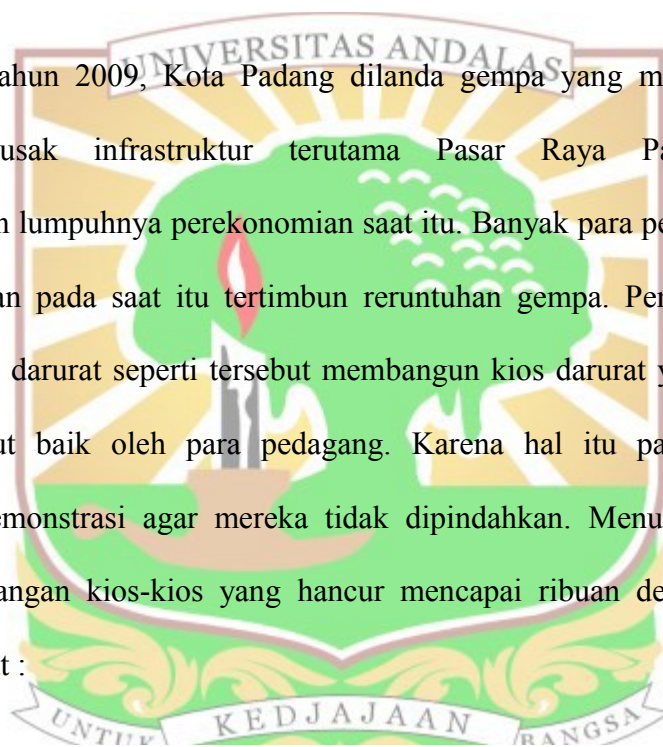 UNIVERSITAS ANDALAS
ahun 2009, Kota Padang dilanda gempa yang m
usak infrastruktur terutama Pasar Raya Pa
n lumpuhnya perekonomian saat itu. Banyak para pe
an pada saat itu tertimbun reruntuhan gempa. Per
darurat seperti tersebut membangun kios darurat y
ut baik oleh para pedagang. Karena hal itu pa
emonstrasi agar mereka tidak dipindahkan. Menu
angan kios-kios yang hancur mencapai ribuan de
t :
UNTUK KEDJAJAAN BANGSA